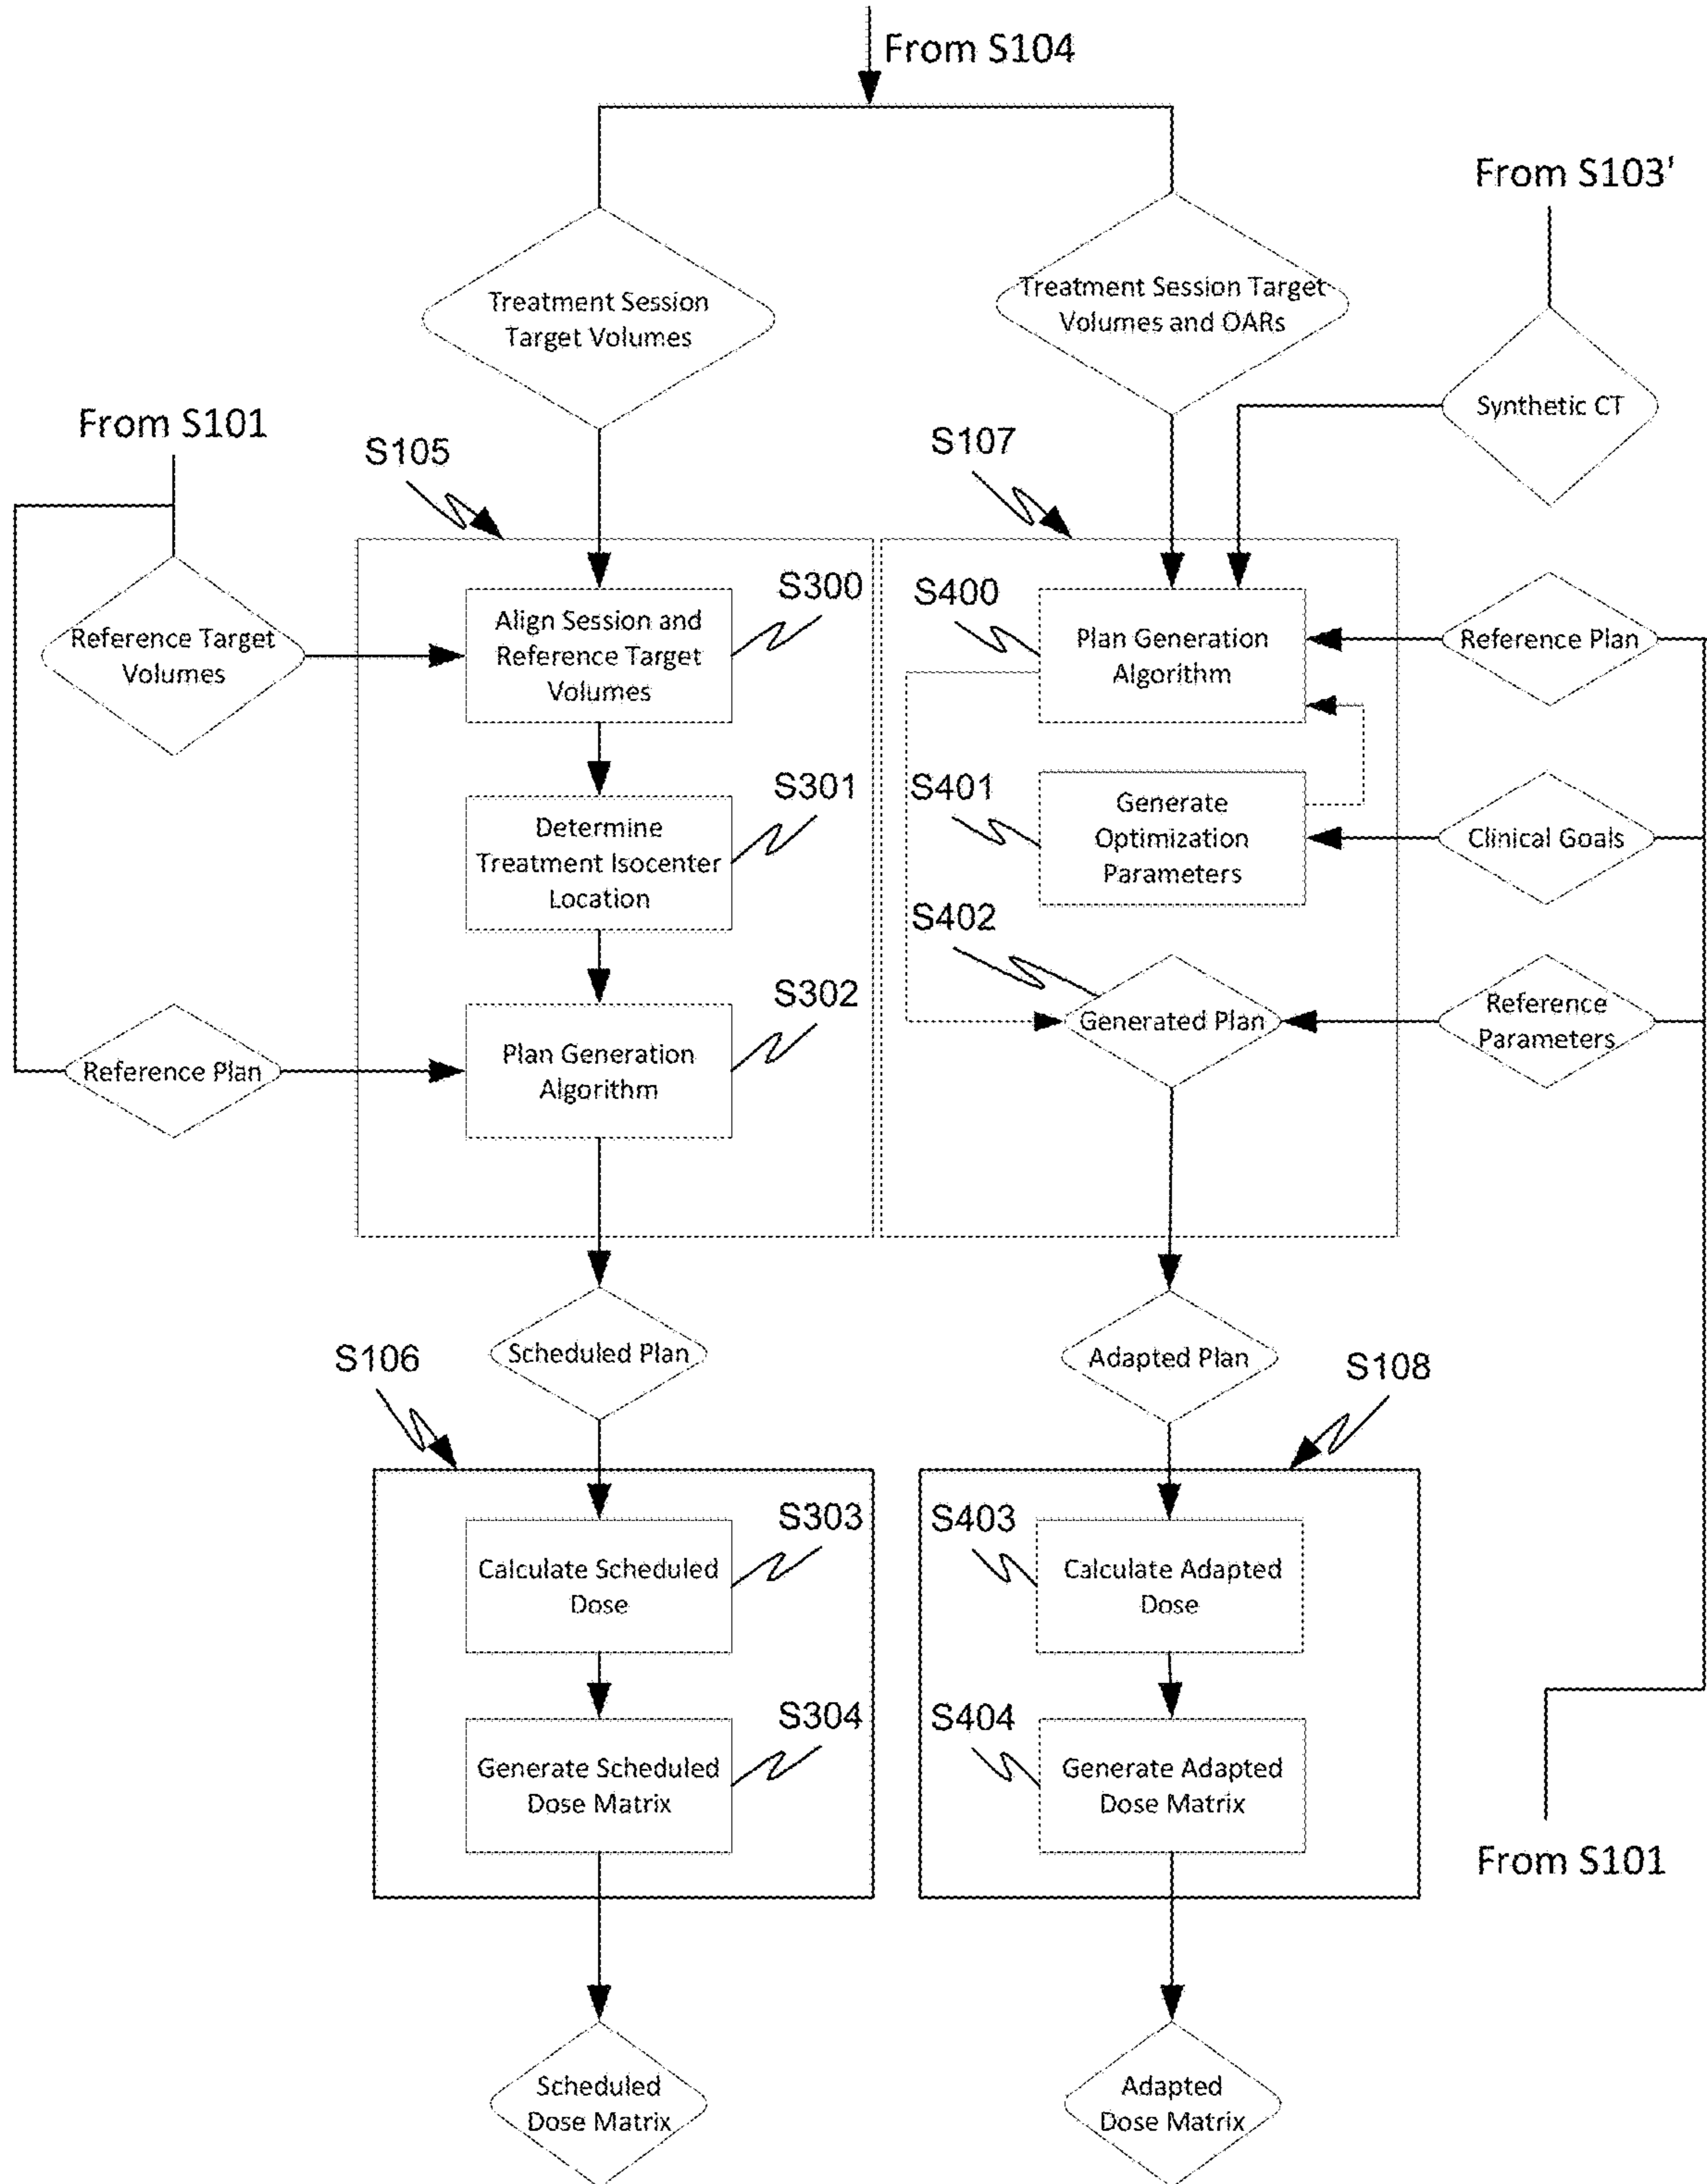 From S104
From S103'
Treatment Session
Target Volumes
Treatment Session Target
Volumes and OARs
Synthetic CT
From S101
S105
S107
S300
S400
Align Session and
Reference Target
Volumes
Plan Generation
Algorithm
Reference Plan
Reference Target
Volumes
S301
S401
Determine
Treatment Isocenter
Location
Generate
Optimization
Parameters
Clinical Goals
S402
S302
Generated Plan
Reference
Parameters
Reference Plan
Plan Generation
Algorithm
S106
Scheduled Plan
Adapted Plan
S108
S303
S403
Calculate Scheduled
Dose
Calculate Adapted
Dose
S304
S404
Generate Scheduled
Dose Matrix
Generate Adapted
Dose Matrix
From S101
Scheduled
Dose Matrix
Adapted
Dose Matrix